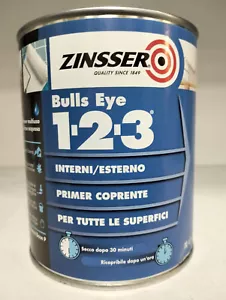 ZINSSER
QUALITY SINCE 1849
Bulls Eye
1-2-3®
INTERNI/ESTERNO
PRIMER COPRENTE
PER TUTTE LE SUPERFICI
Secco dopo 30 minuti
Ricopribile dopo un'ora